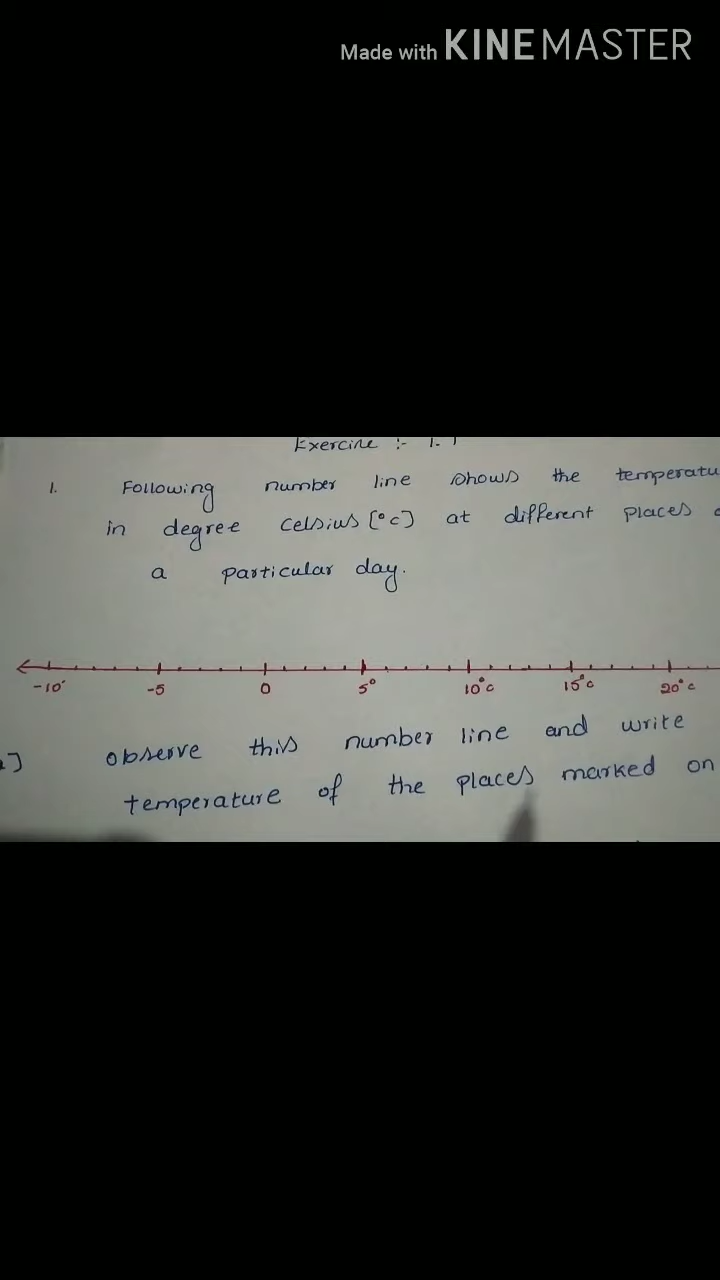 Made with KINEMASTER
Exercise :- 1.1
1. Following number line shows the temperatu
in degree celsius [°c] at different places
a particular day.
-10° -5 0 5° 10°c 15°c 20°c
observe this number line and write
temperature of the places marked on